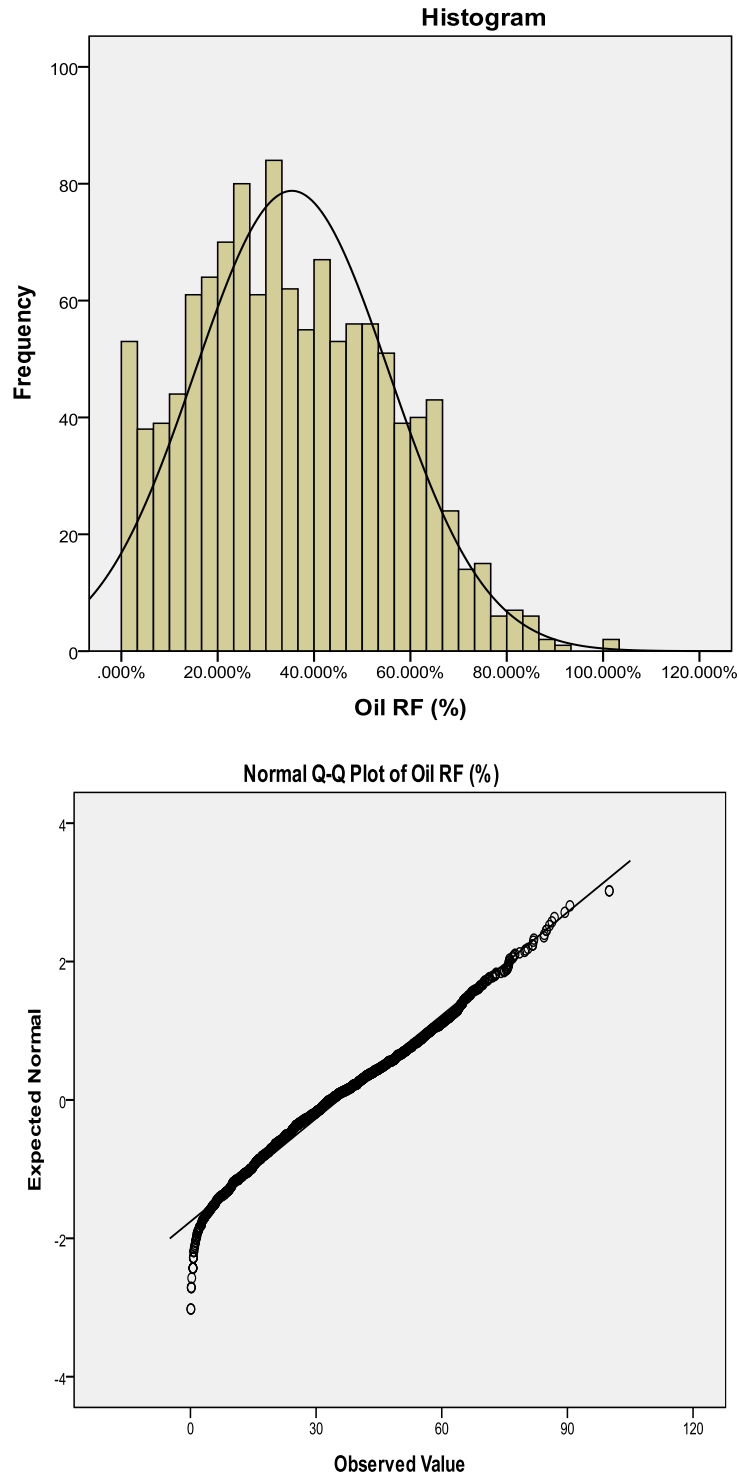 Histogram
100
80
60
40
20
0
Frequency
.000% 20.000% 40.000% 60.000% 80.000% 100.000% 120.000%
Oil RF (%)
Normal Q-Q Plot of Oil RF (%)
4
2
0
-2
-4
Expected Normal
0 30 60 90 120
Observed Value